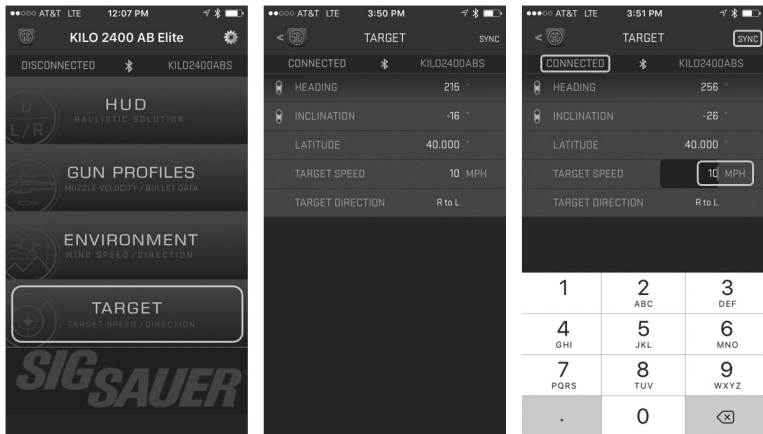 AT&T LTE 12:07 PM
SIG KILO 2400 AB Elite
DISCONNECTED KILO2400ABS
U
L/R
HUD
BALLISTIC SOLUTION
GUN PROFILES
MUZZLE VELOCITY / BULLET DATA
ENVIRONMENT
WIND SPEED / DIRECTION
TARGET
TARGET SPEED / DIRECTION
SIG SAUER
AT&T LTE 3:50 PM
< SIG TARGET SYNC
CONNECTED KILO2400ABS
HEADING 215 °
INCLINATION -16 °
LATITUDE 40.000 °
TARGET SPEED 10 MPH
TARGET DIRECTION R to L
AT&T LTE 3:51 PM
< SIG TARGET SYNC
CONNECTED KILO2400ABS
HEADING 256 °
INCLINATION -26 °
LATITUDE 40.000 °
TARGET SPEED 10 MPH
TARGET DIRECTION R to L
1 2 3
ABC DEF
4 5 6
GHI JKL MNO
7 8 9
PQRS TUV WXYZ
. 0